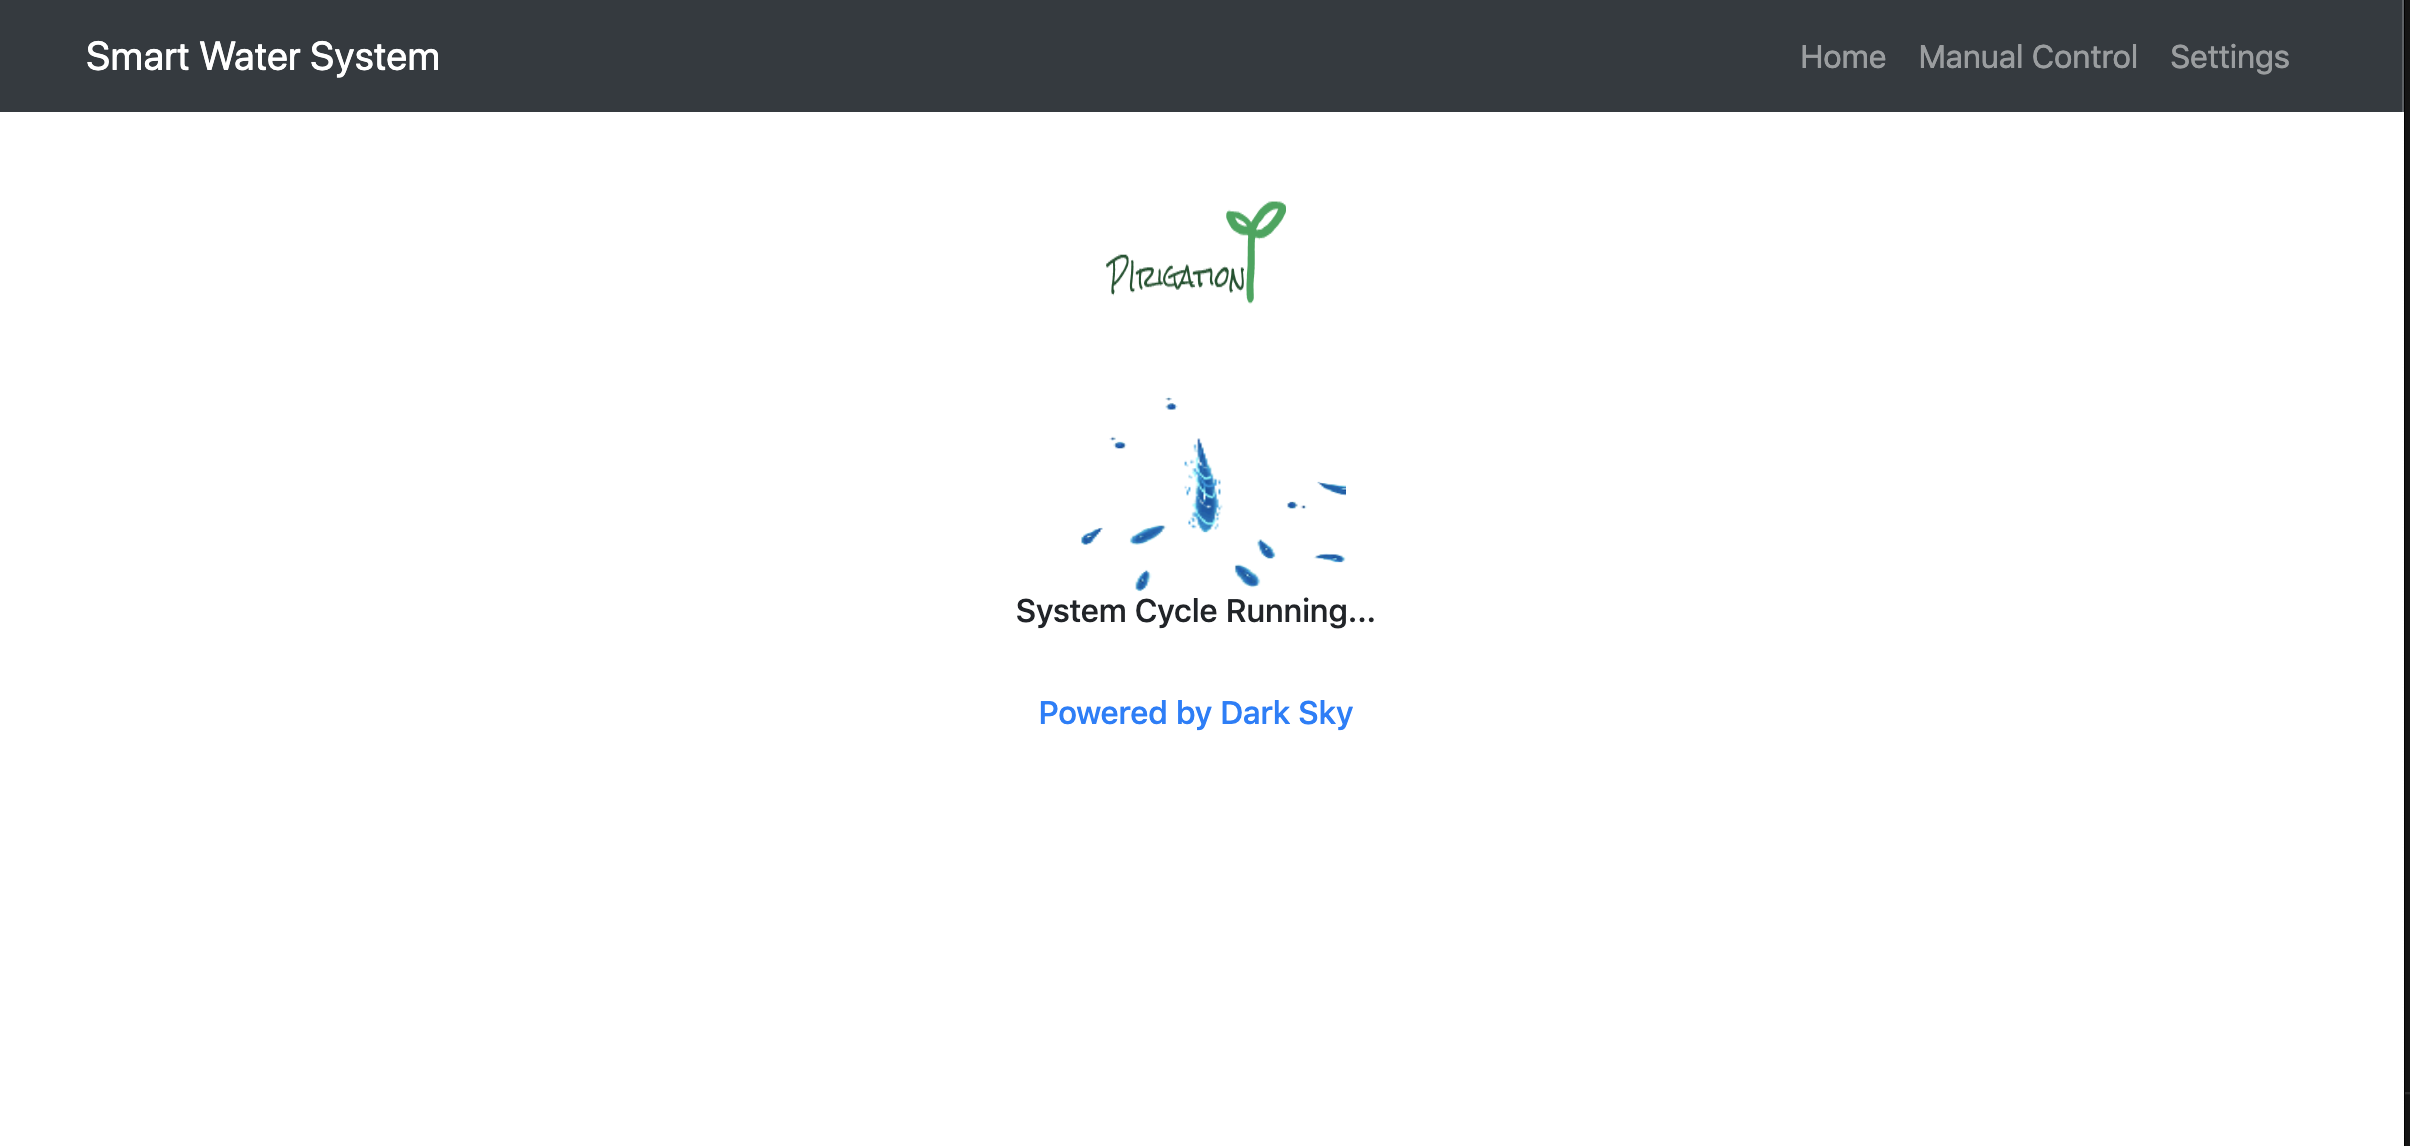 Smart Water System
Home Manual Control Settings
PIRIGATION
System Cycle Running...
Powered by Dark Sky